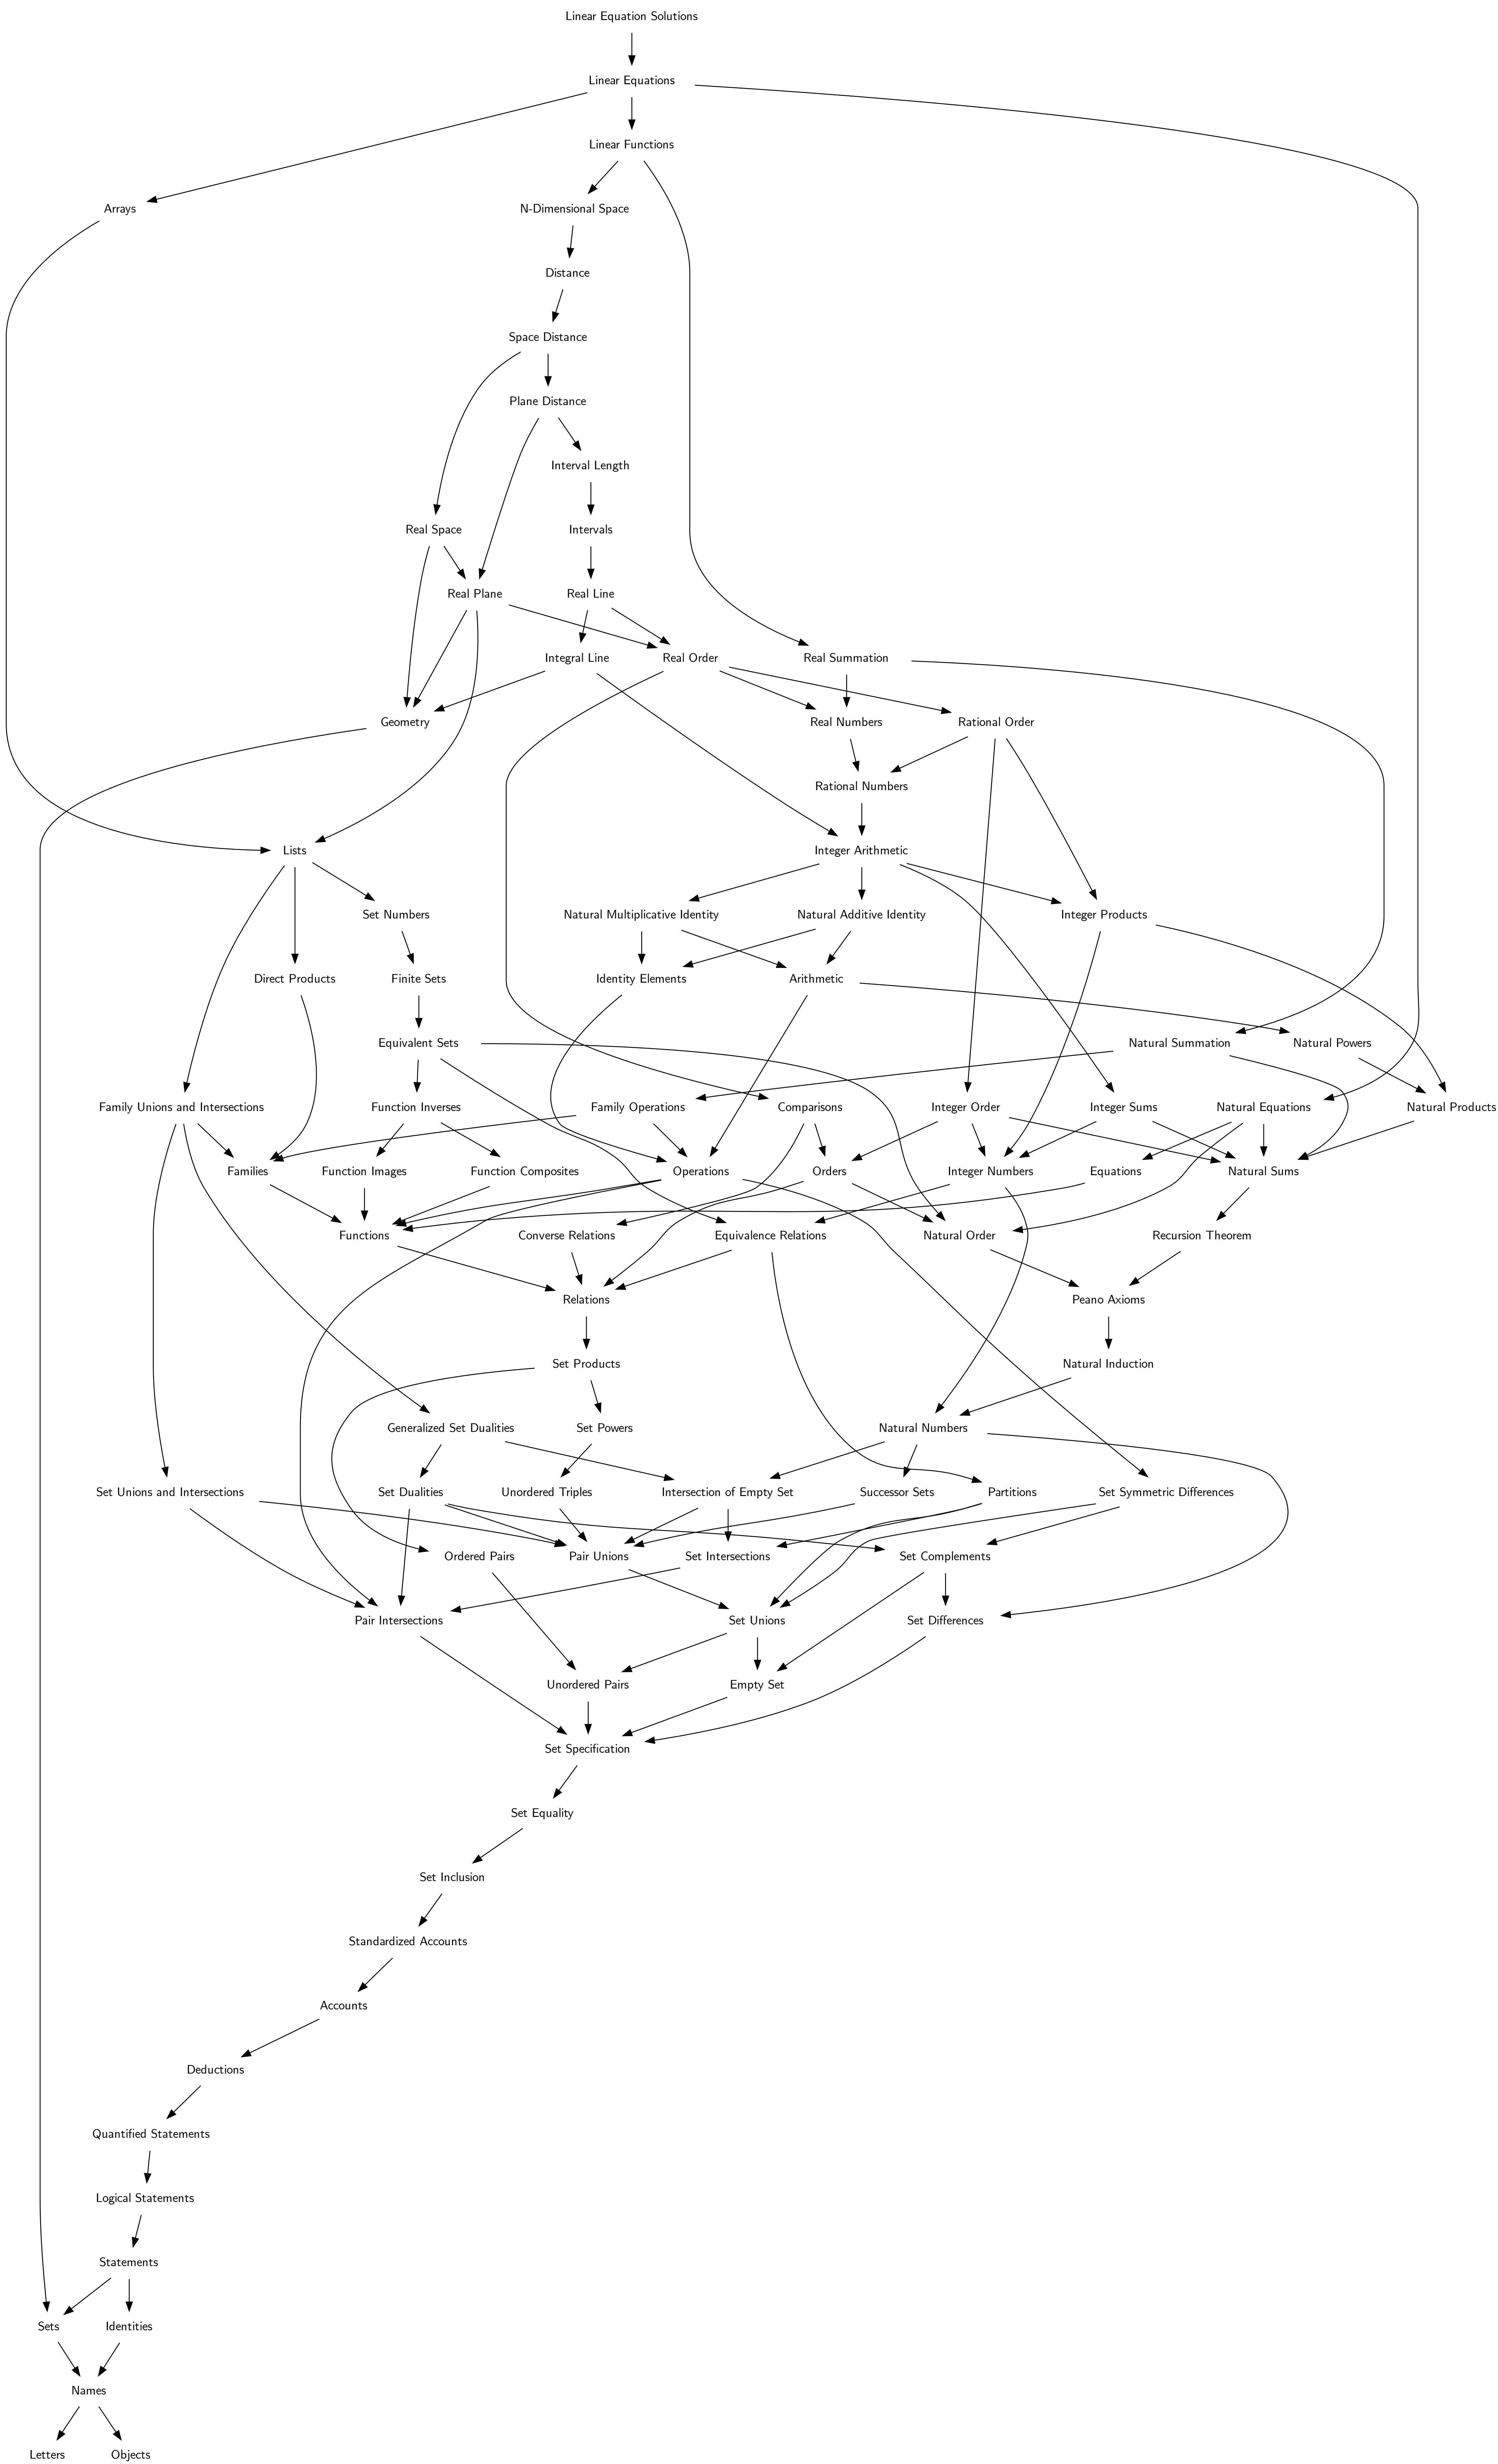 Linear Equation Solutions
Linear Equations
Linear Functions
Arrays
N-Dimensional Space
Distance
Space Distance
Plane Distance
Interval Length
Real Space
Intervals
Real Plane
Real Line
Integral Line
Real Order
Real Summation
Geometry
Real Numbers
Rational Order
Rational Numbers
Lists
Integer Arithmetic
Set Numbers
Natural Multiplicative Identity
Natural Additive Identity
Integer Products
Direct Products
Finite Sets
Identity Elements
Arithmetic
Equivalent Sets
Natural Summation
Natural Powers
Family Unions and Intersections
Function Inverses
Family Operations
Comparisons
Integer Order
Integer Sums
Natural Equations
Natural Products
Families
Function Images
Function Composites
Operations
Orders
Integer Numbers
Equations
Natural Sums
Functions
Converse Relations
Equivalence Relations
Natural Order
Recursion Theorem
Relations
Peano Axioms
Set Products
Natural Induction
Generalized Set Dualities
Set Powers
Natural Numbers
Set Unions and Intersections
Set Dualities
Unordered Triples
Intersection of Empty Set
Successor Sets
Partitions
Set Symmetric Differences
Ordered Pairs
Pair Unions
Set Intersections
Set Complements
Pair Intersections
Set Unions
Set Differences
Unordered Pairs
Empty Set
Set Specification
Set Equality
Set Inclusion
Standardized Accounts
Accounts
Deductions
Quantified Statements
Logical Statements
Statements
Sets
Identities
Names
Letters
Objects